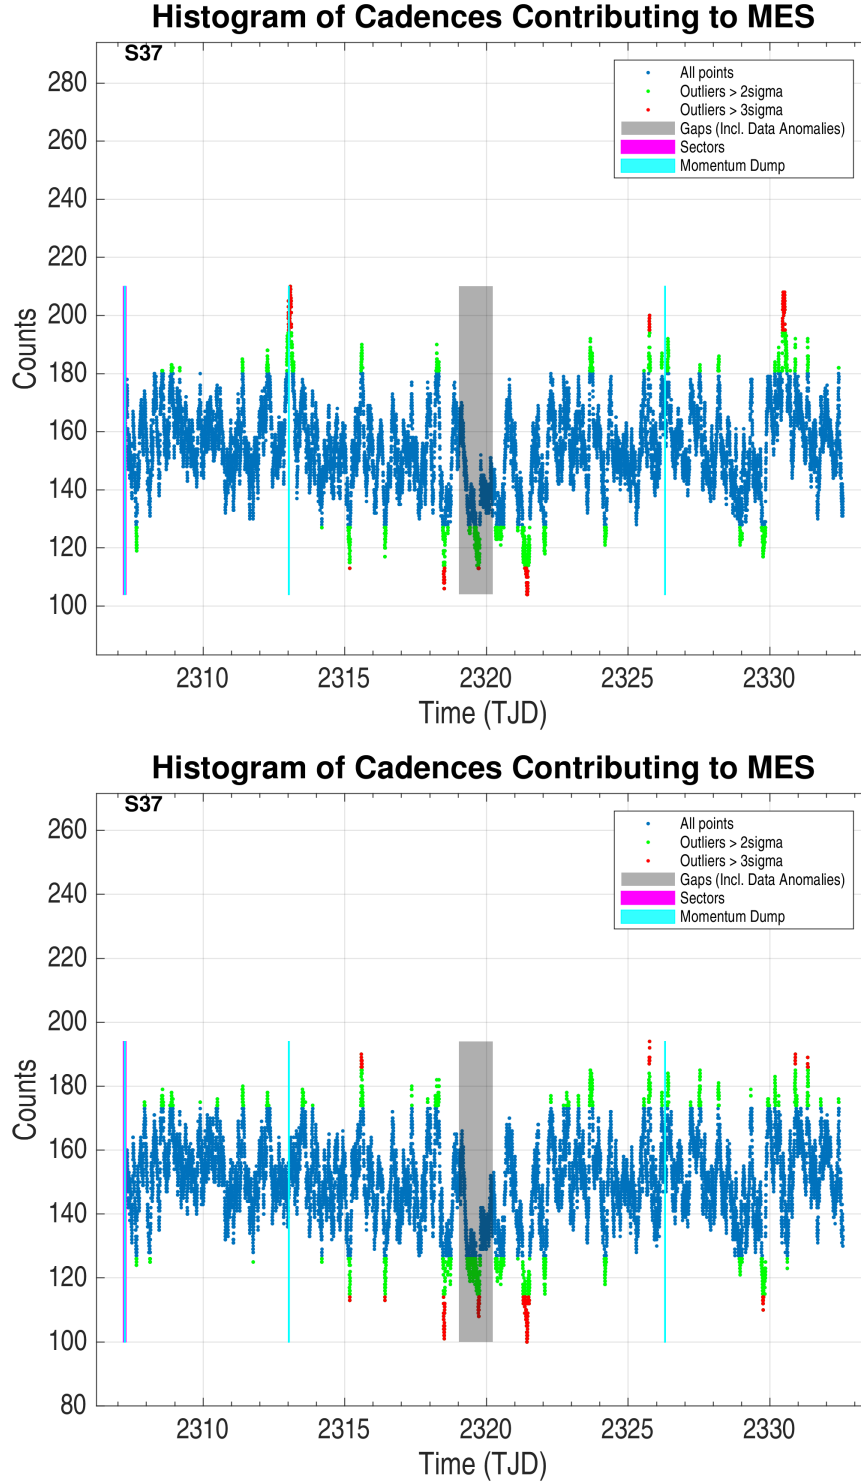 Histogram of Cadences Contributing to MES
S37
All points
Outliers > 2sigma
Outliers > 3sigma
Gaps (Incl. Data Anomalies)
Sectors
Momentum Dump
280
260
240
220
200
180
160
140
120
100
Counts
2310 2315 2320 2325 2330
Time (TJD)
Histogram of Cadences Contributing to MES
S37
All points
Outliers > 2sigma
Outliers > 3sigma
Gaps (Incl. Data Anomalies)
Sectors
Momentum Dump
260
240
220
200
180
160
140
120
100
80
Counts
2310 2315 2320 2325 2330
Time (TJD)